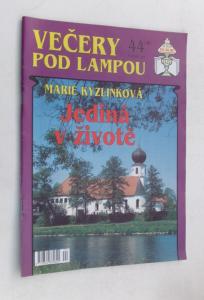 VEČERY
POD LAMPOU
44
MARIE KYZLINKOVÁ
Jediná
v životě